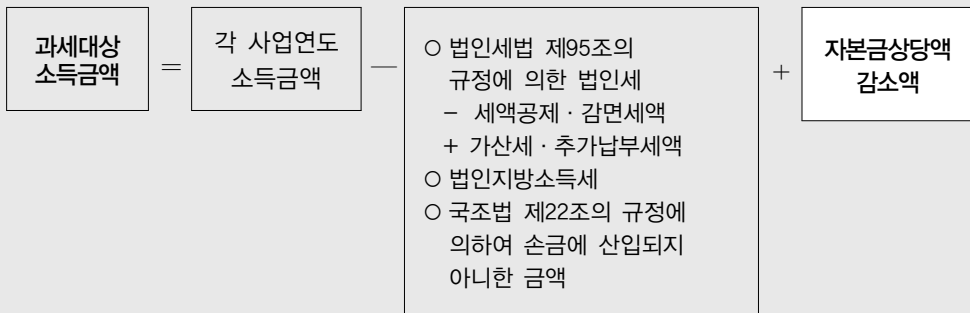 과세대상
소득금액
=
각 사업연도
소득금액
—
○ 법인세법 제95조의
규정에 의한 법인세
- 세액공제 · 감면세액
+ 가산세 · 추가납부세액
○ 법인지방소득세
○ 국조법 제22조의 규정에
의하여 손금에 산입되지
아니한 금액
+
자본금상당액
감소액